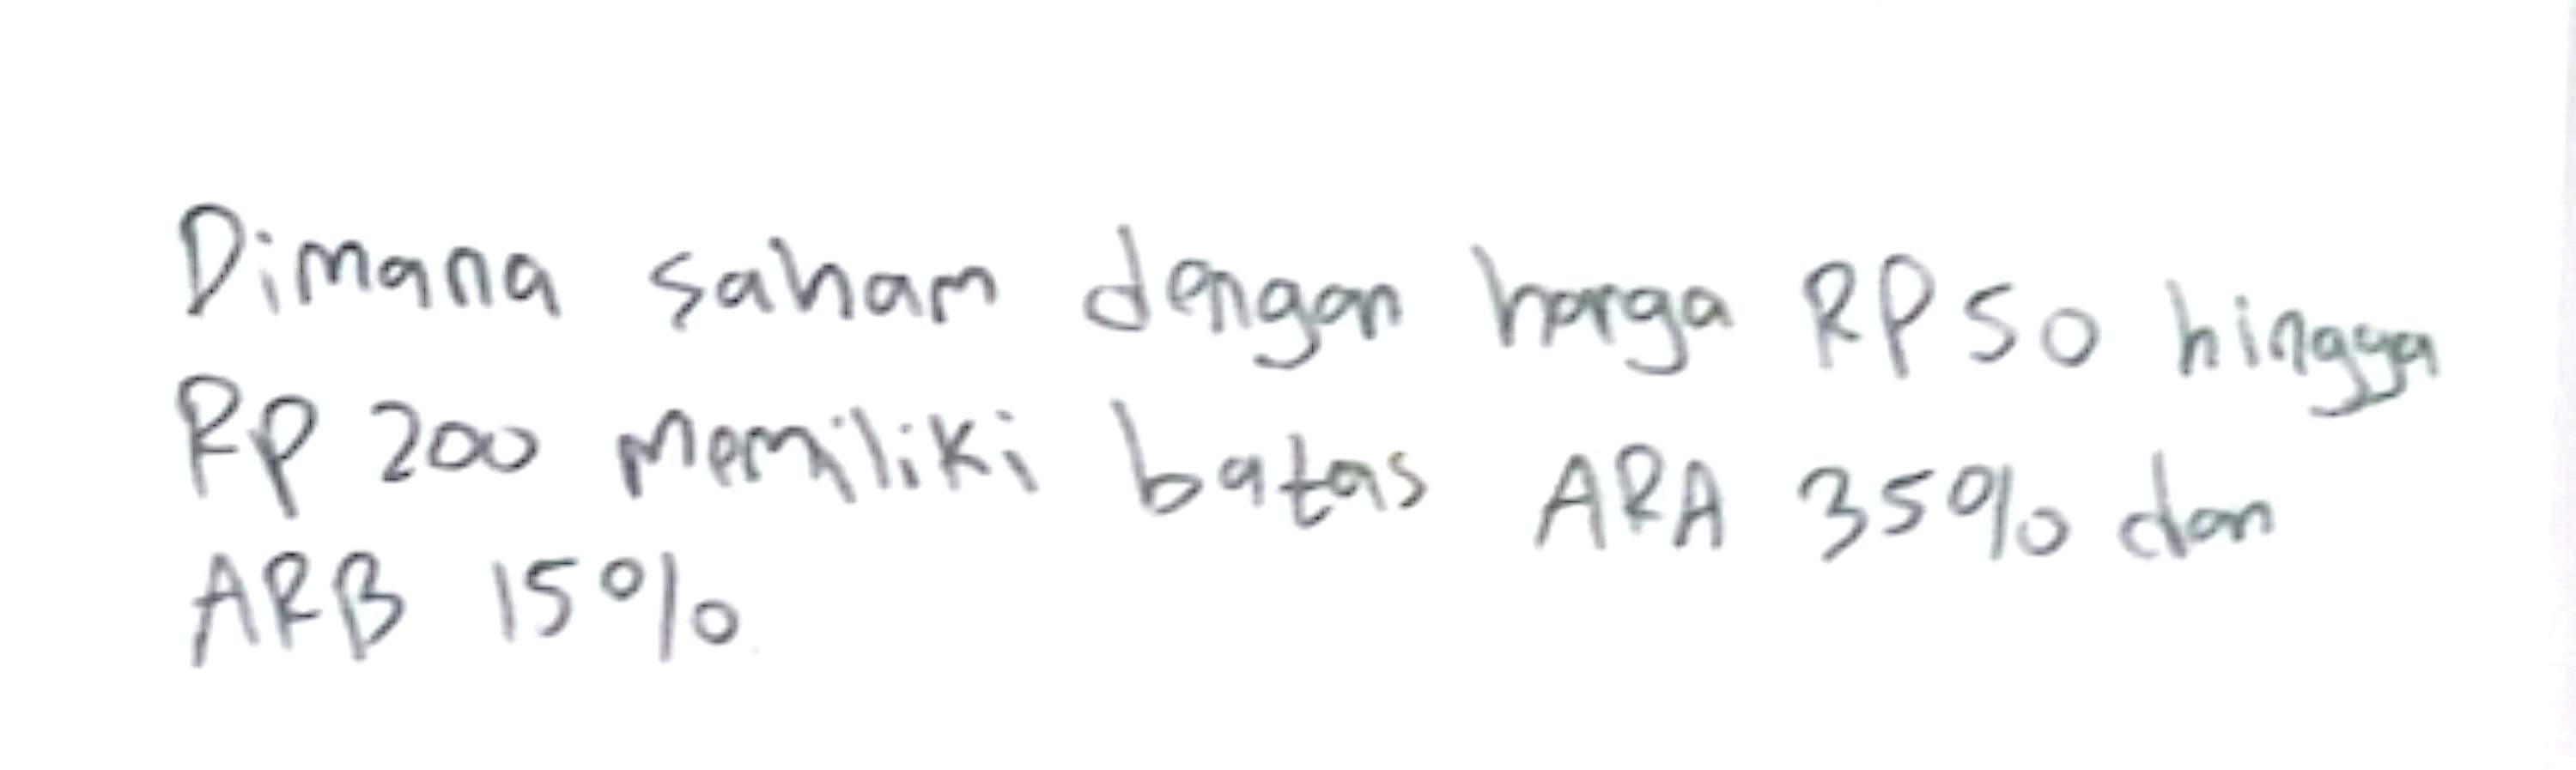 Dimana saham dengan harga RP 50 hingga
RP 200 memiliki batas ARA 35% dan
ARB 15%